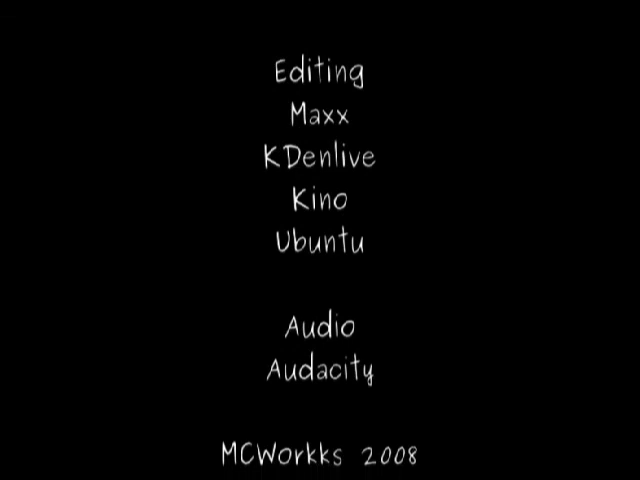 Editing
Maxx
KDenlive
Kino
Ubuntu
Audio
Audacity
MCWorkks 2008